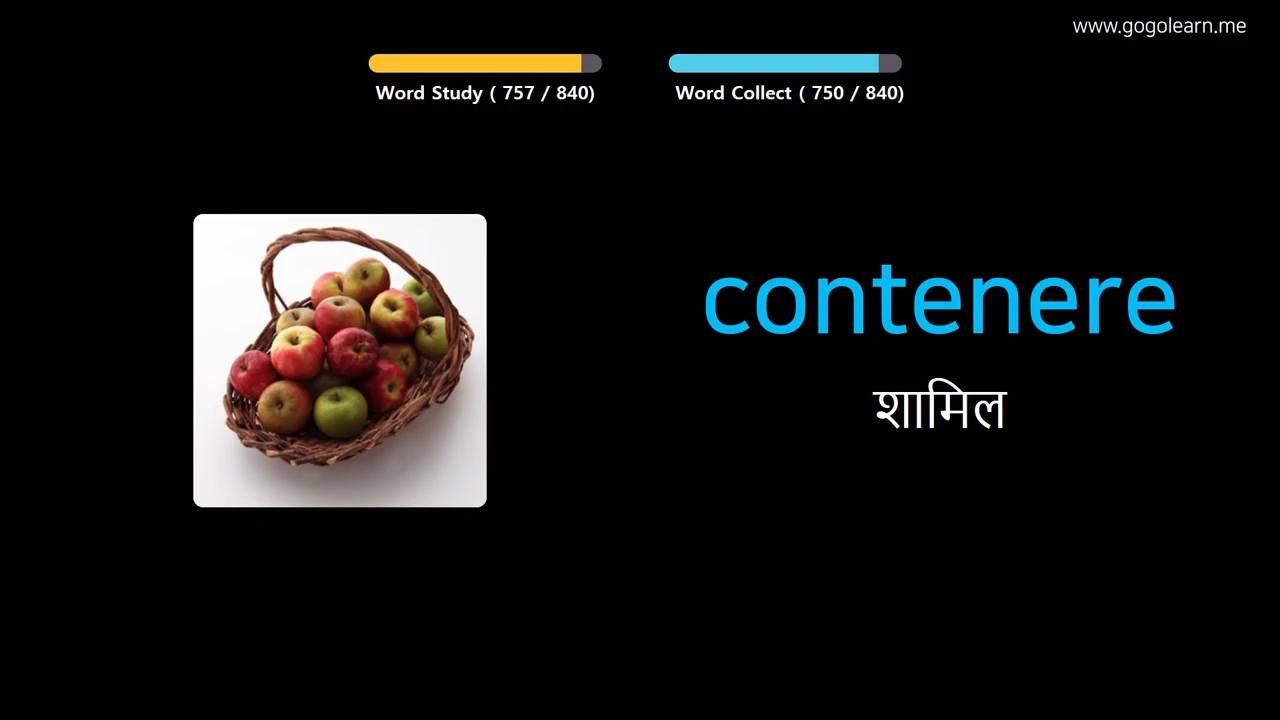 www.gogolearn.me
Word Study ( 757 / 840)
Word Collect ( 750 / 840)
contenere
शामिल